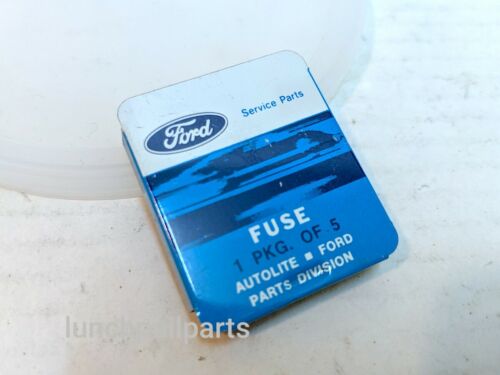 Ford
Service Parts
FUSE
1 PKG. OF 5
AUTOLITE ▪ FORD
PARTS DIVISION